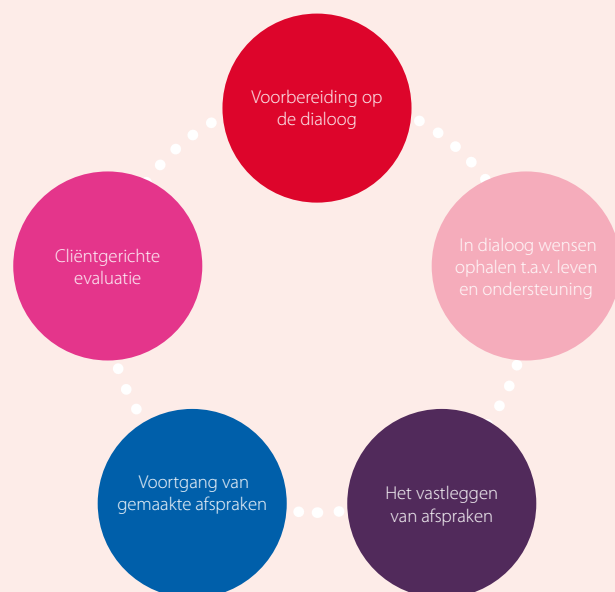 Voorbereiding op
de dialoog
In dialoog wensen
ophalen t.a.v. leven
en ondersteuning
Het vastleggen
van afspraken
Voortgang van
gemaakte afspraken
Cliëntgerichte
evaluatie